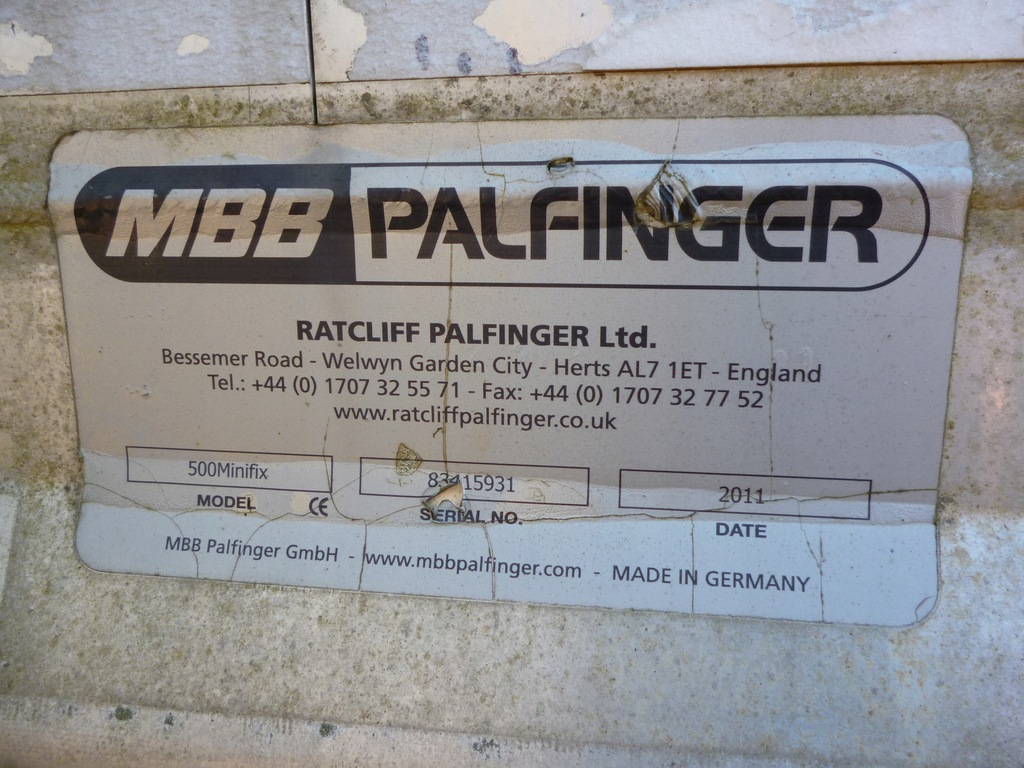 MBB PALFINGER
RATCLIFF PALFINGER Ltd.
Bessemer Road - Welwyn Garden City - Herts AL7 1ET - England
Tel.: +44 (0) 1707 32 55 71 - Fax: +44 (0) 1707 32 77 52
www.ratcliffpalfinger.co.uk
500Minifix 83415931 2011
MODEL CE SERIAL NO. DATE
MBB Palfinger GmbH - www.mbbpalfinger.com - MADE IN GERMANY